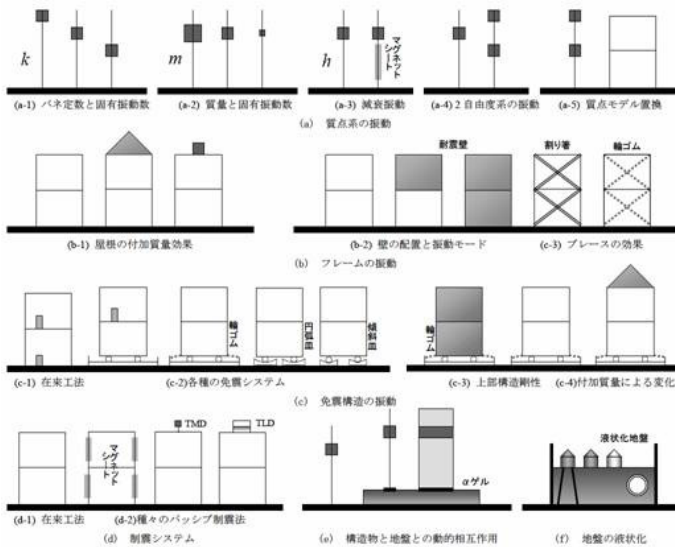 k
m
h
マグネットシート
(a-1) バネ定数と固有振動数
(a-2) 質量と固有振動数
(a-3) 減衰振動
(a-4) 2自由度系の振動
(a-5) 質点モデル置換
(a) 質点系の振動
耐震壁
割り箸
輪ゴム
(b-1) 屋根の付加質量効果
(b-2) 壁の配置と振動モード
(c-3) ブレースの効果
(b) フレームの振動
輪ゴム
円弧皿
傾斜皿
輪ゴム
(c-1) 在来工法
(c-2)各種の免震システム
(c-3) 上部構造剛性
(c-4)付加質量による変化
(c) 免震構造の振動
マグネットシート
TMD
TLD
αゲル
液状化地盤
(d-1) 在来工法
(d-2)種々のパッシブ制震法
(d) 制震システム
(e) 構造物と地盤との動的相互作用
(f) 地盤の液状化